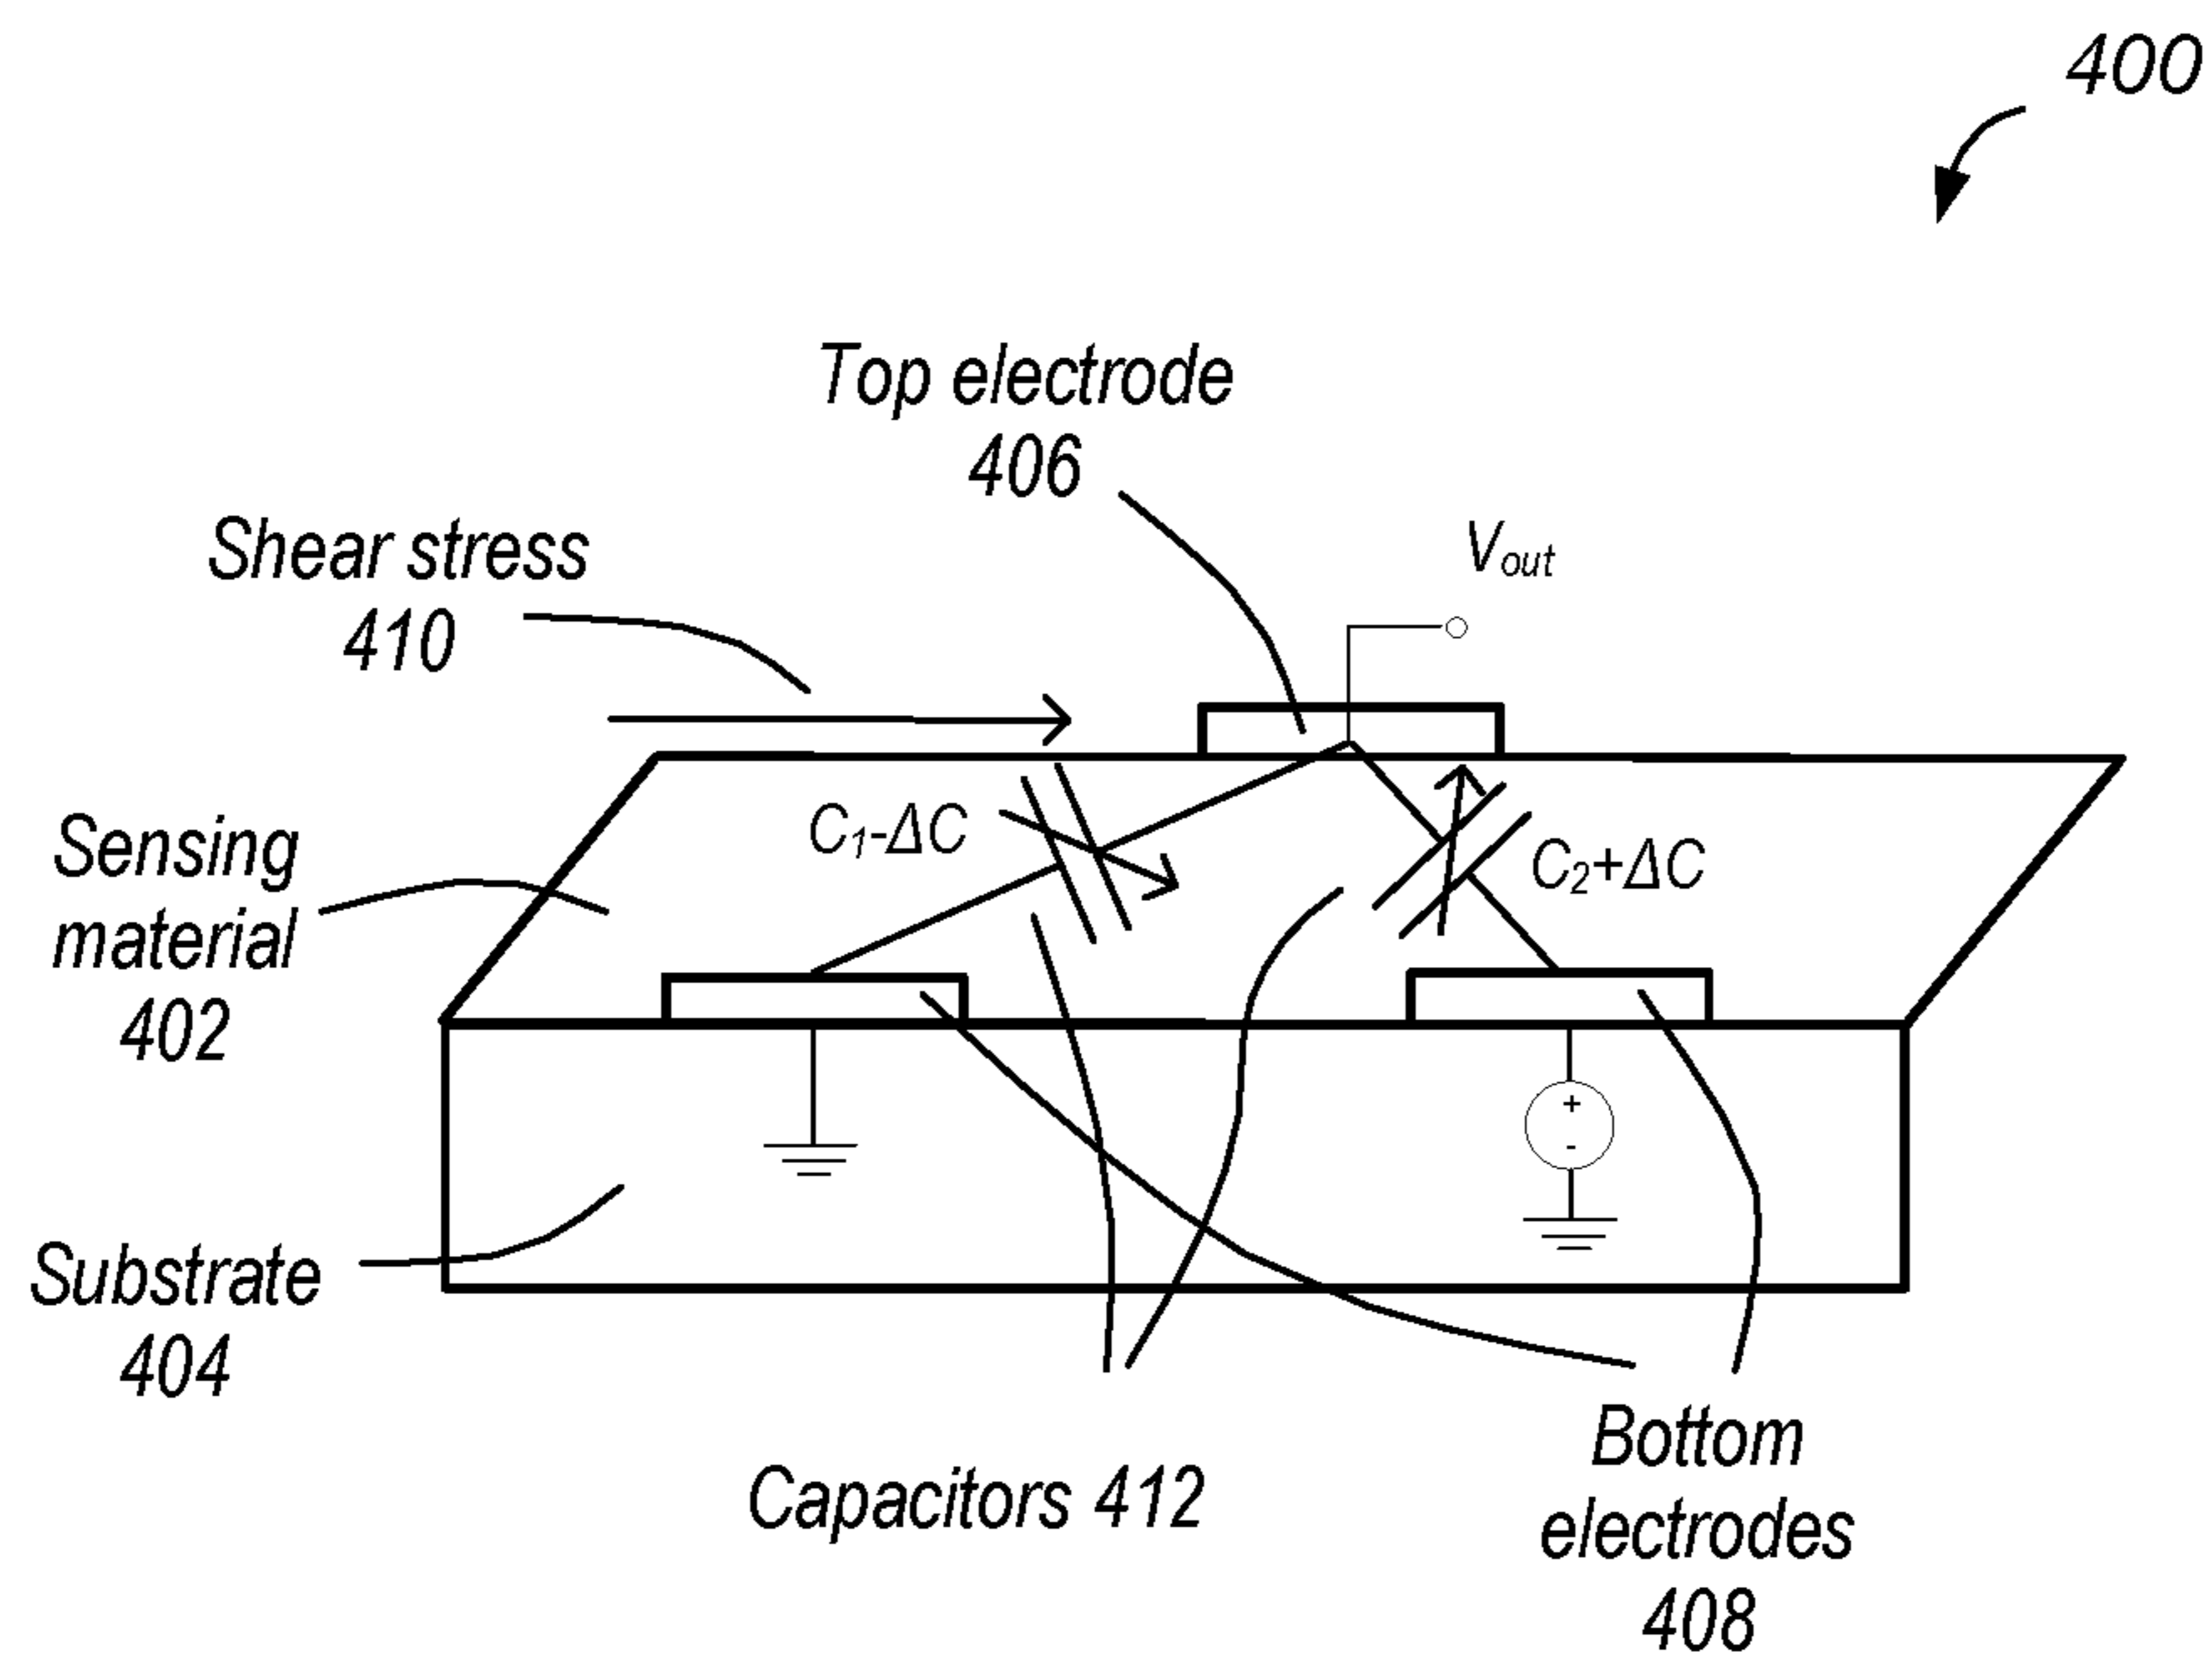 400
Top electrode
406
Vout
Shear stress
410
C1-ΔC
C2+ΔC
Sensing
material
402
+
-
Substrate
404
Capacitors 412
Bottom
electrodes
408